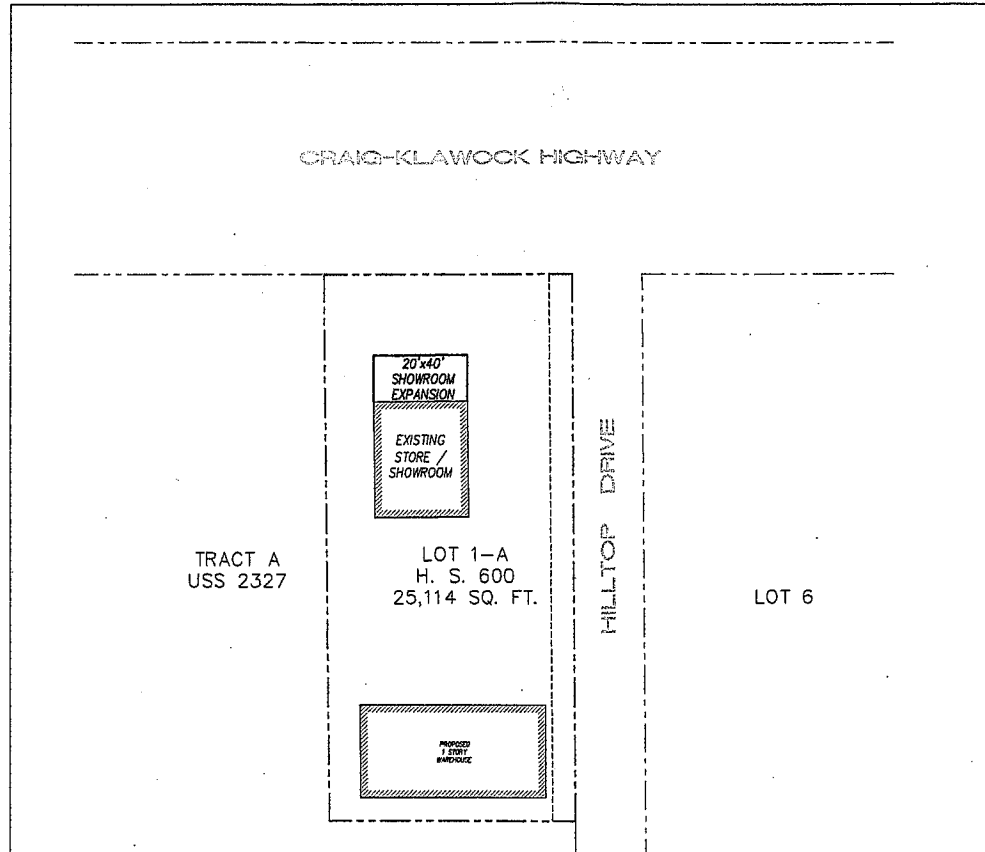 CRAIG-KLAWOCK HIGHWAY
20'x40'
SHOWROOM
EXPANSION
EXISTING
STORE /
SHOWROOM
HILLTOP DRIVE
TRACT A
USS 2327
LOT 1-A
H. S. 600
25,114 SQ. FT.
LOT 6
PROPOSED
1 STORY
WAREHOUSE